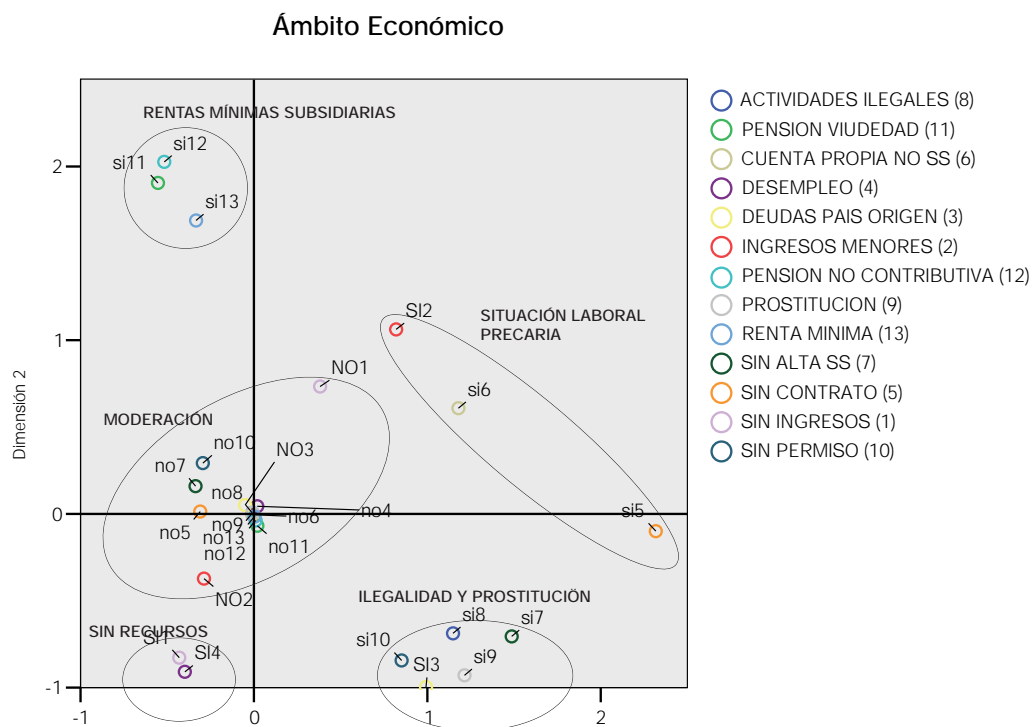 Ámbito Económico
RENTAS MÍNIMAS SUBSIDIARIAS
si12
si11
si13
SITUACIÓN LABORAL
PRECARIA
SI2
NO1
si6
MODERACIÓN
no10
NO3
no7
no8
no4
no6
si5
no5
no9
no13
no11
no12
NO2
ILEGALIDAD Y PROSTITUCIÖN
si8
si7
SIN RECURSOS
SI1
SI4
si10
SI3
si9
2
1
0
-1
-1
0
1
2
Dimensión 2
ACTIVIDADES ILEGALES (8)
PENSION VIUDEDAD (11)
CUENTA PROPIA NO SS (6)
DESEMPLEO (4)
DEUDAS PAIS ORIGEN (3)
INGRESOS MENORES (2)
PENSION NO CONTRIBUTIVA (12)
PROSTITUCION (9)
RENTA MINIMA (13)
SIN ALTA SS (7)
SIN CONTRATO (5)
SIN INGRESOS (1)
SIN PERMISO (10)